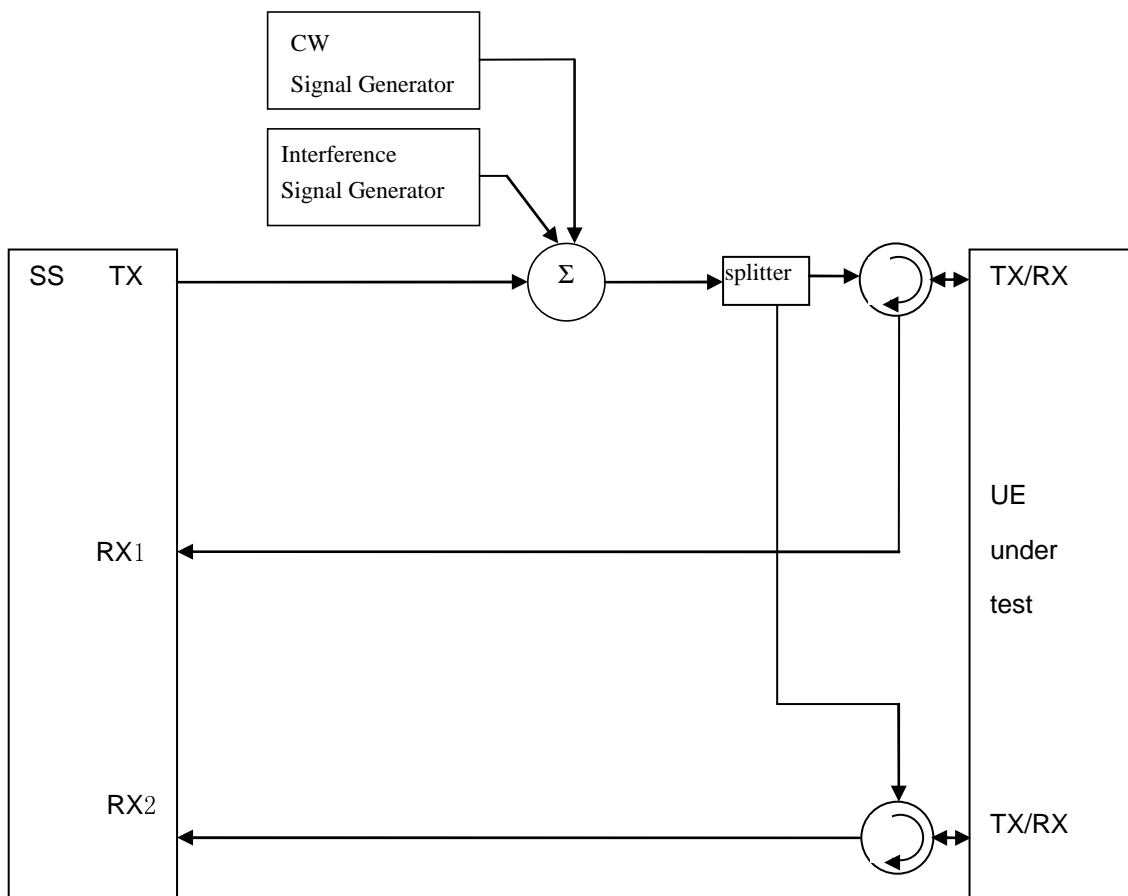 CW
Signal Generator
Interference
Signal Generator
SS TX
Σ
splitter
TX/RX
RX1
UE
under
test
RX2
TX/RX